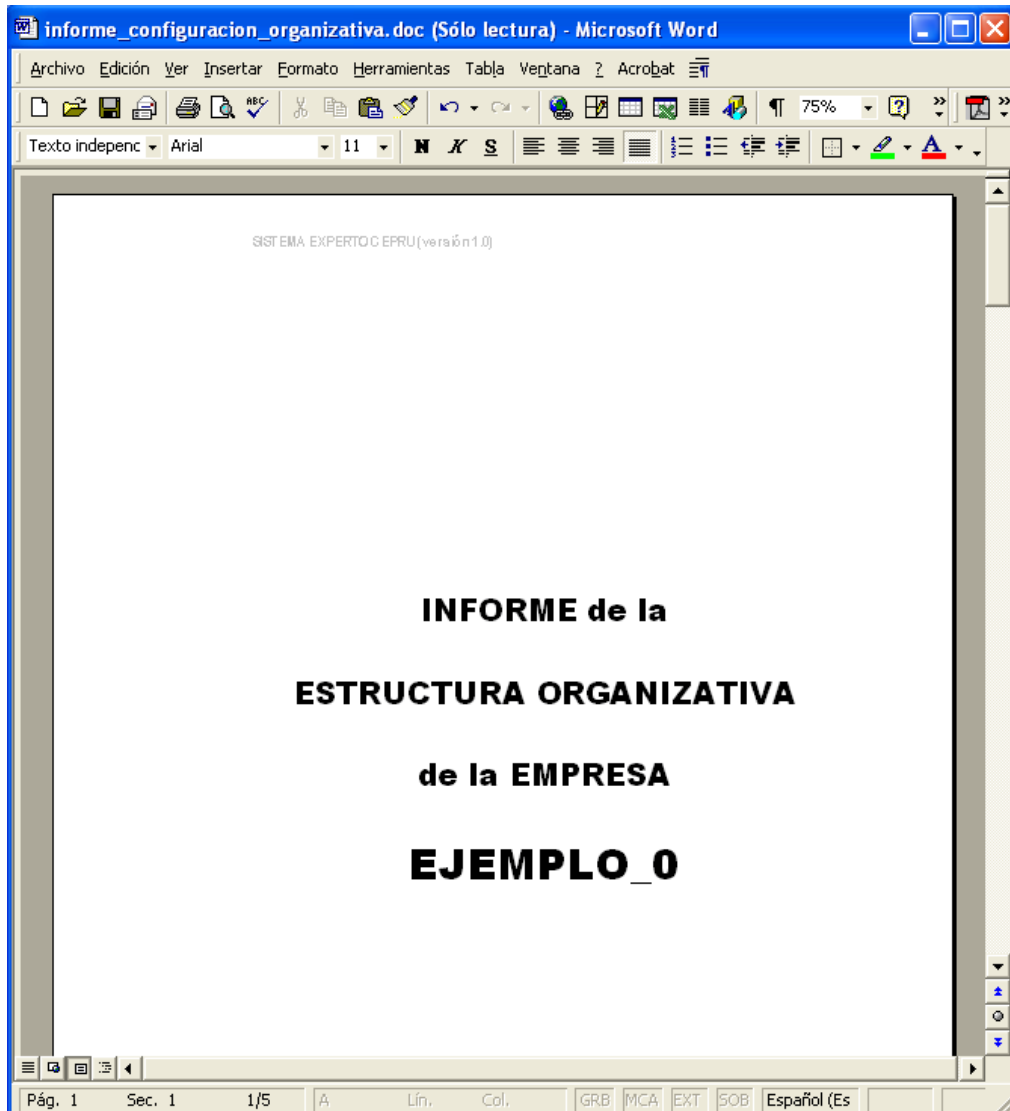 informe_configuracion_organizativa.doc (Sólo lectura) - Microsoft Word
Archivo Edición Ver Insertar Formato Herramientas Tabla Ventana ? Acrobat
ABC 75%
Texto independ Arial 11 N K S A
SISTEMA EXPERTO CEPRU (versión 1.0)
INFORME de la
ESTRUCTURA ORGANIZATIVA
de la EMPRESA
EJEMPLO_0
Pág. 1 Sec. 1 1/5 A Lín. Col. GRB MCA EXT SOB Español (Es